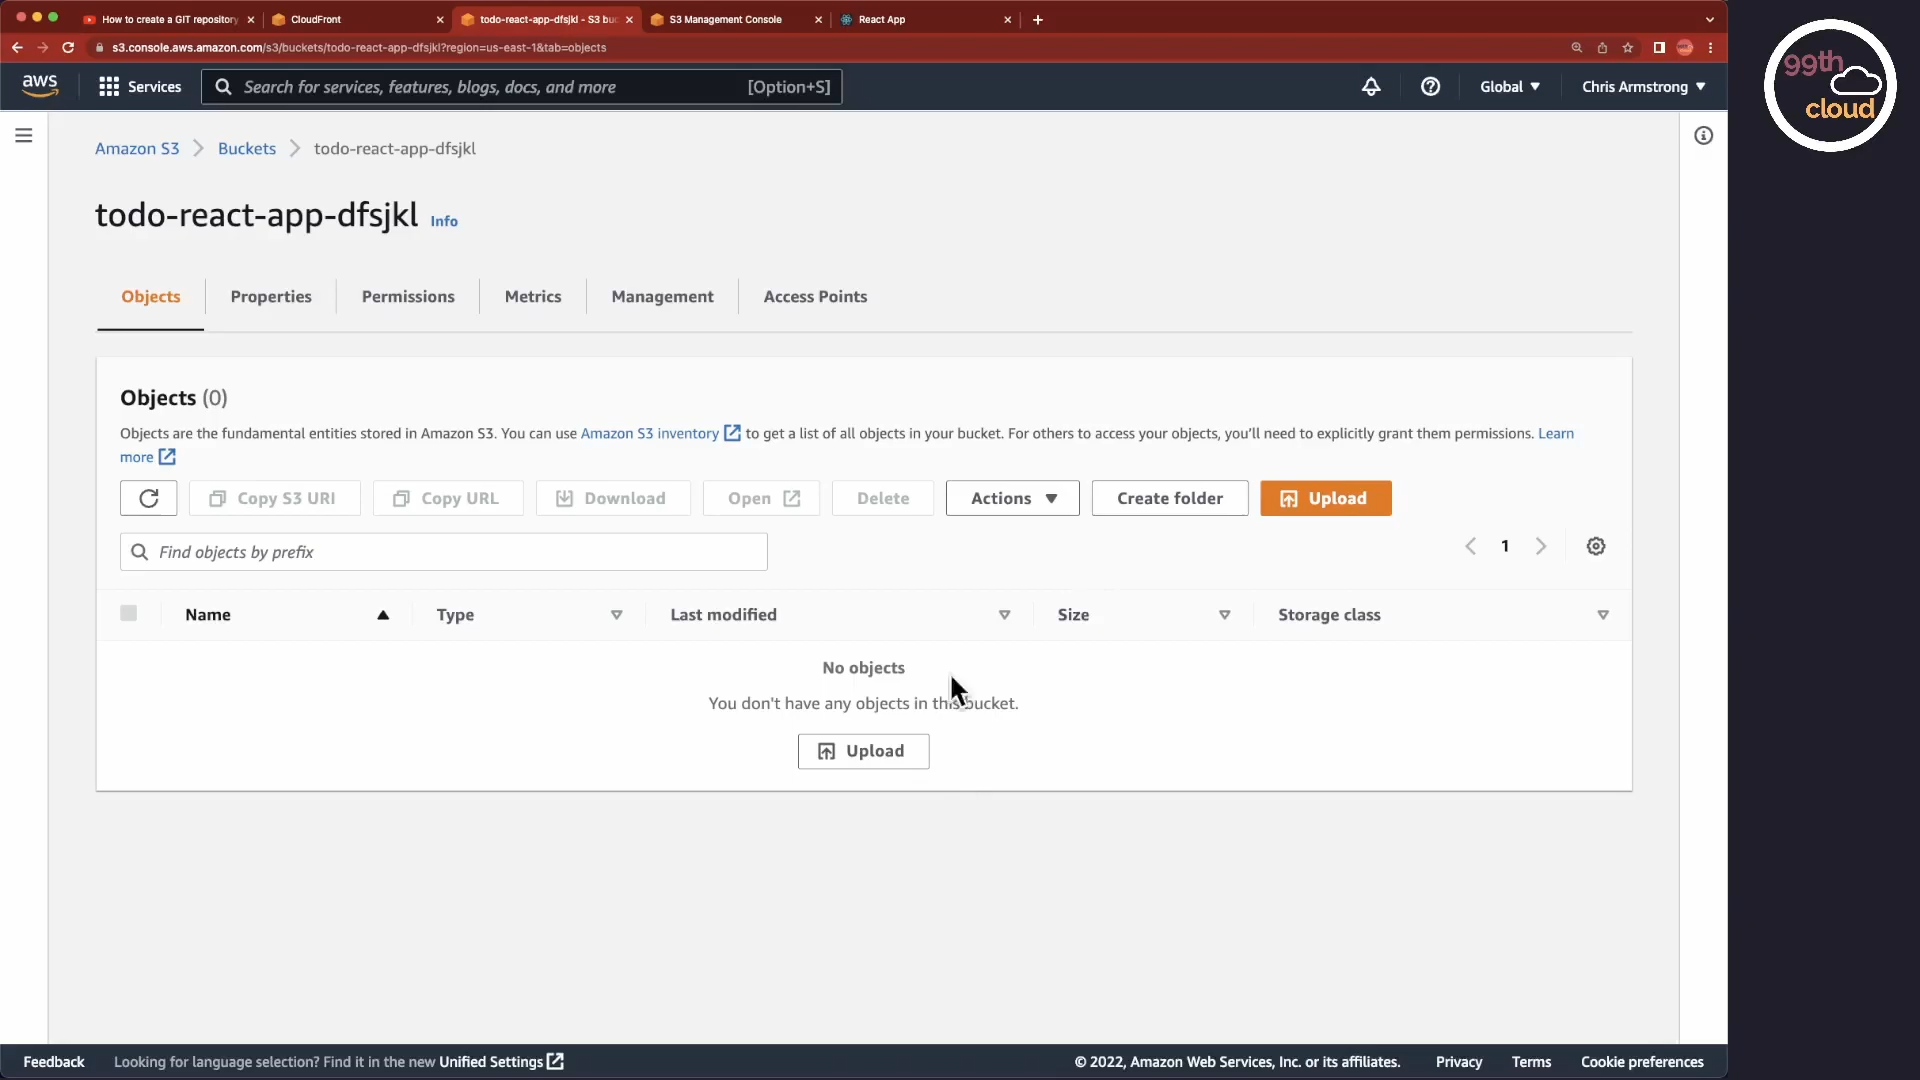 How to create a GIT repository
CloudFront
todo-react-app-dfsjkl - S3 buc
S3 Management Console
React App
s3.console.aws.amazon.com/s3/buckets/todo-react-app-dfsjkl?region=us-east-1&tab=objects
99th
cloud
aws
Services
Search for services, features, blogs, docs, and more
[Option+S]
Global
Chris Armstrong
Amazon S3
Buckets
todo-react-app-dfsjkl
todo-react-app-dfsjkl
Info
Objects
Properties
Permissions
Metrics
Management
Access Points
Objects (0)
Objects are the fundamental entities stored in Amazon S3. You can use Amazon S3 inventory to get a list of all objects in your bucket. For others to access your objects, you'll need to explicitly grant them permissions. Learn
more
Copy S3 URI
Copy URL
Download
Open
Delete
Actions
Create folder
Upload
Find objects by prefix
1
Name
Type
Last modified
Size
Storage class
No objects
You don't have any objects in this bucket.
Upload
Feedback
Looking for language selection? Find it in the new Unified Settings
© 2022, Amazon Web Services, Inc. or its affiliates.
Privacy
Terms
Cookie preferences